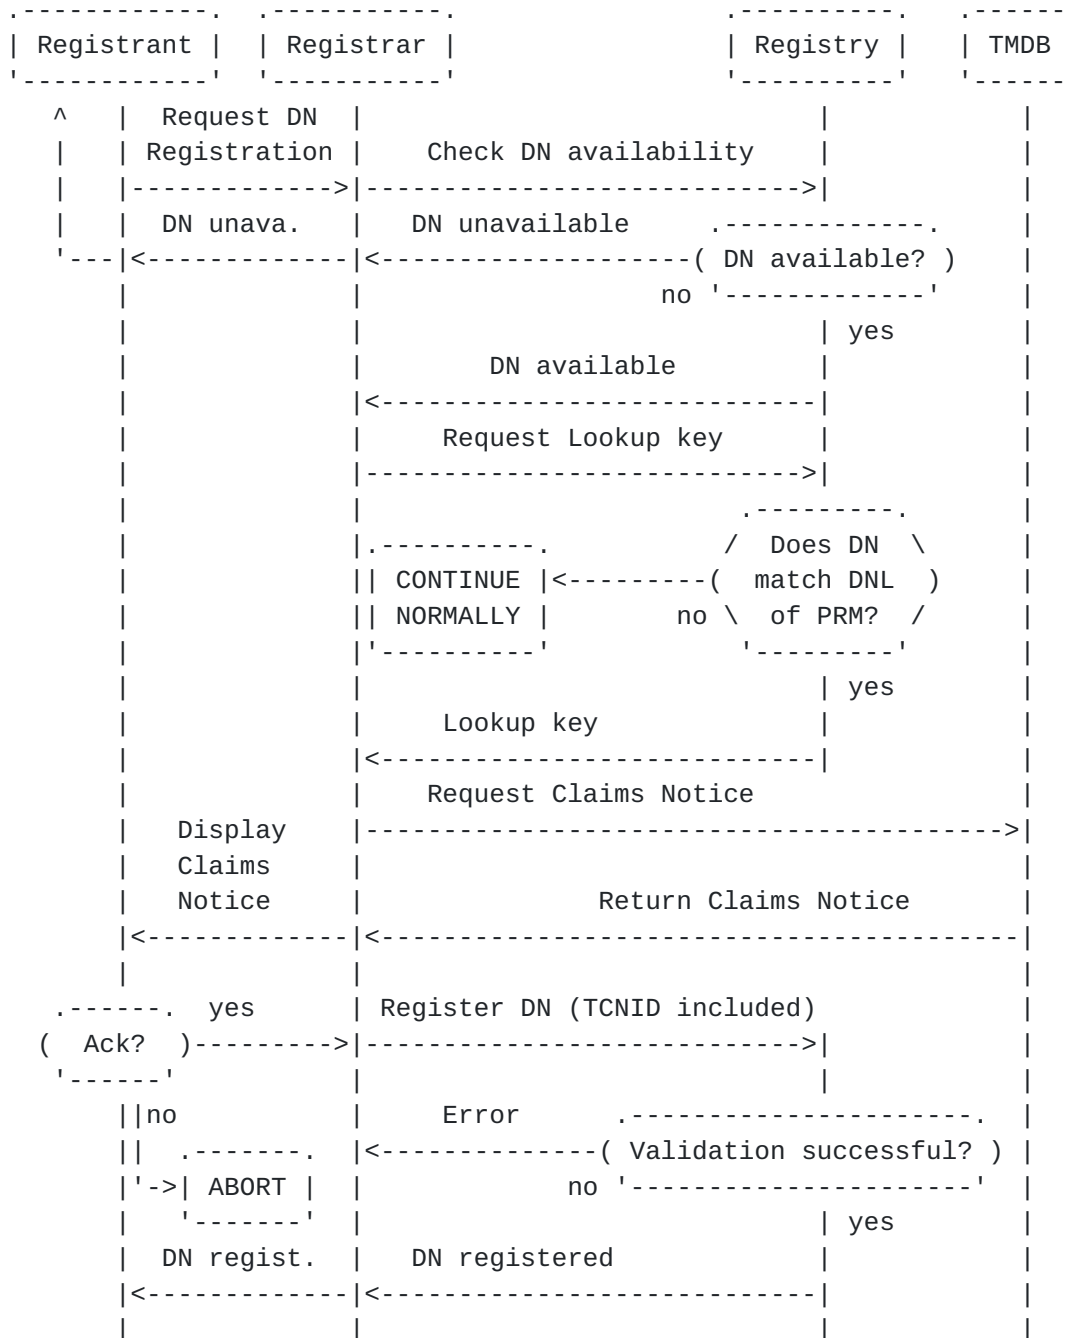 .------------.  .-----------.                  .----------.   .------
| Registrant |  | Registrar |                  | Registry |   | TMDB
'------------'  '-----------'                  '----------'   '------
   ^   |  Request DN  |                             |            |
   |   | Registration |    Check DN availability    |            |
   |   |------------->|---------------------------->|            |
   |   |  DN unava.   |   DN unavailable     .-------------.     |
   '---|<-------------|<--------------------( DN available? )    |
       |              |                   no '-------------'     |
       |              |                             | yes        |
       |              |        DN available         |            |
       |              |<----------------------------|            |
       |              |     Request Lookup key      |            |
       |              |---------------------------->|            |
       |              |                        .---------.       |
       |              |.----------.           /  Does DN  \      |
       |              || CONTINUE |<---------(  match DNL  )     |
       |              || NORMALLY |        no \  of PRM?  /      |
       |              |'----------'            '---------'       |
       |              |                             | yes        |
       |              |     Lookup key              |            |
       |              |<----------------------------|            |
       |              |    Request Claims Notice                 |
       |   Display    |----------------------------------------->|
       |   Claims     |                                          |
       |   Notice     |               Return Claims Notice       |
       |<-------------|<-----------------------------------------|
       |              |                                          |
   .------.  yes      | Register DN (TCNID included)             |
  (  Ack?  )--------->|---------------------------->|            |
   '------'           |                             |            |
       ||no           |     Error      .----------------------.  |
       ||  .-------.  |<--------------( Validation successful? ) |
       |'->| ABORT |  |             no '----------------------'  |
       |   '-------'  |                             | yes        |
       |  DN regist.  |   DN registered             |            |
       |<-------------|<----------------------------|            |
       |              |                             |            |